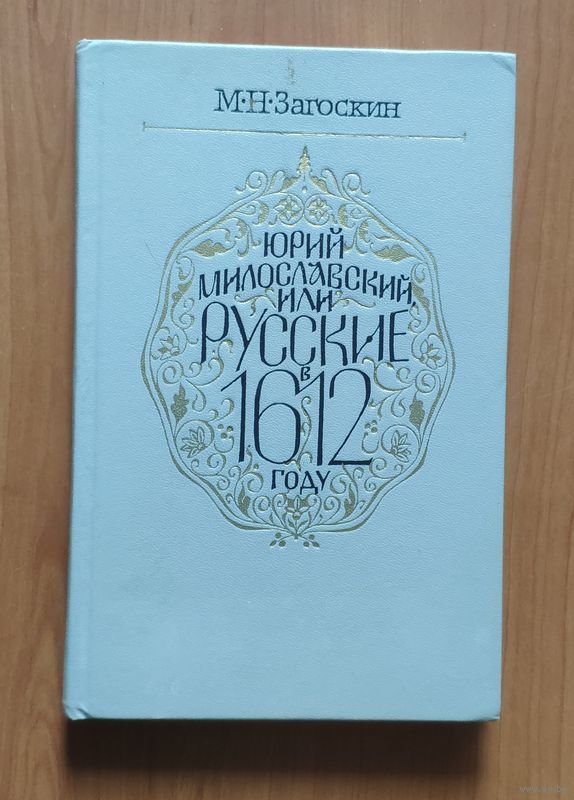 М·Н·Загоскин
ЮРИЙ
МИЛОСЛАВСКИЙ,
ИЛИ
РУССКИЕ
В
1612
ГОДУ